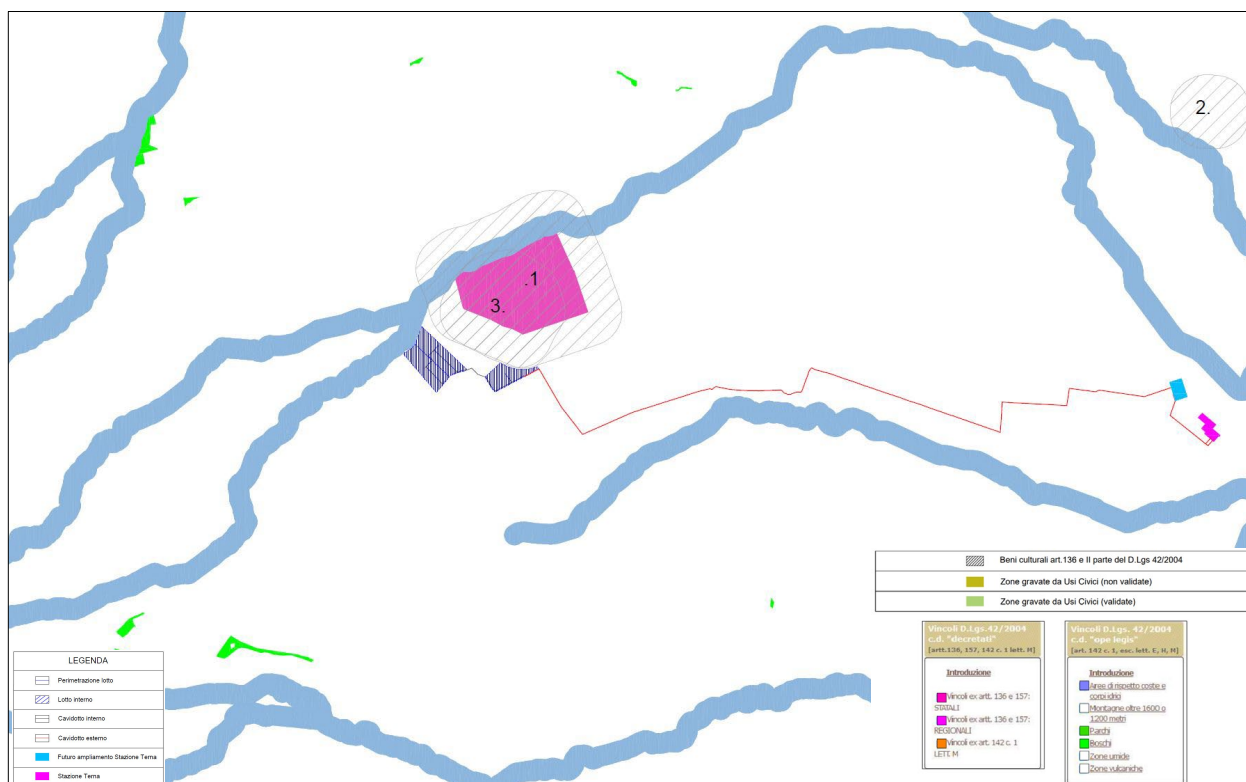 2.
.1
3.
Beni culturali art.136 e II parte del D.Lgs 42/2004
Zone gravate da Usi Civici (non validate)
Zone gravate da Usi Civici (validate)
Vincoli D.Lgs.42/2004
c.d. "decretati"
[artt.136, 157, 142 c. 1 lett. M]
Introduzione
Vincoli ex artt. 136 e 157:
STATALI
Vincoli ex artt. 136 e 157:
REGIONALI
Vincoli ex art. 142 c. 1
LETT. M
Vincoli D.Lgs. 42/2004
c.d. "ope legis"
[art. 142 c. 1, esc. lett. E, H, M]
Introduzione
Aree di rispetto coste e
corpi idrici
Montagne oltre 1600 o
1200 metri
Parchi
Boschi
Zone umide
Zone vulcaniche
LEGENDA
Perimetrazione lotto
Lotto interno
Cavidotto interno
Cavidotto esterno
Futuro ampliamento Stazione Terna
Stazione Terna